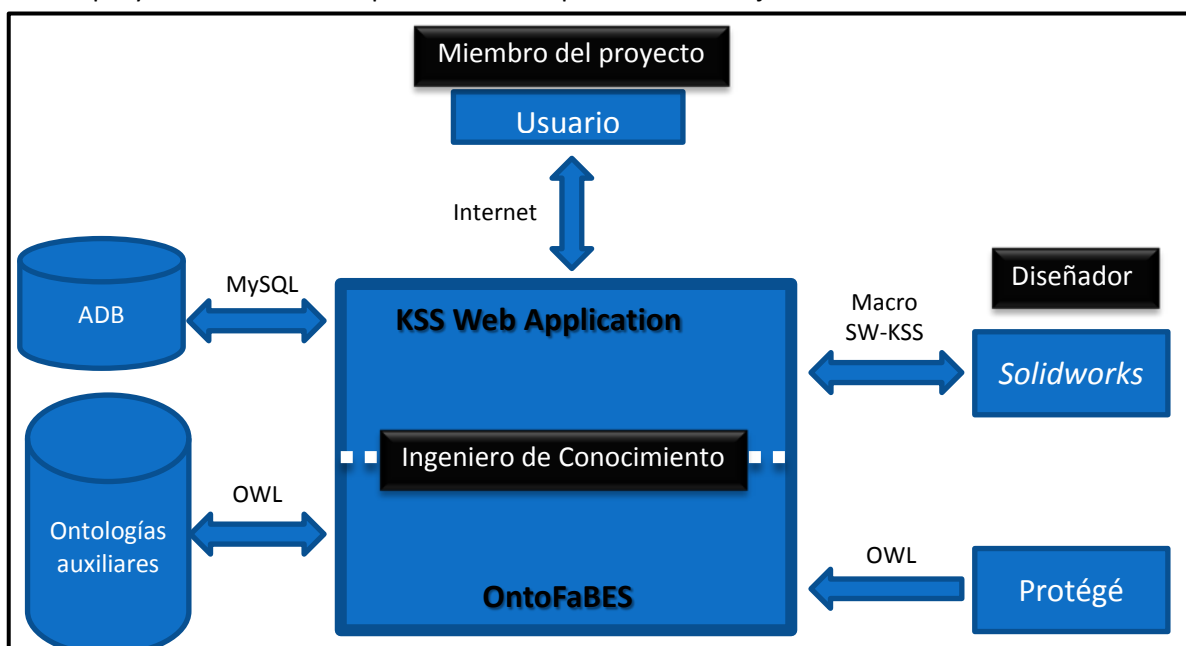 Miembro del proyecto
Usuario
Internet
MySQL
ADB
KSS Web Application
Macro
SW-KSS
Diseñador
Solidworks
Ingeniero de Conocimiento
OWL
Ontologías
auxiliares
OntoFaBES
OWL
Protégé